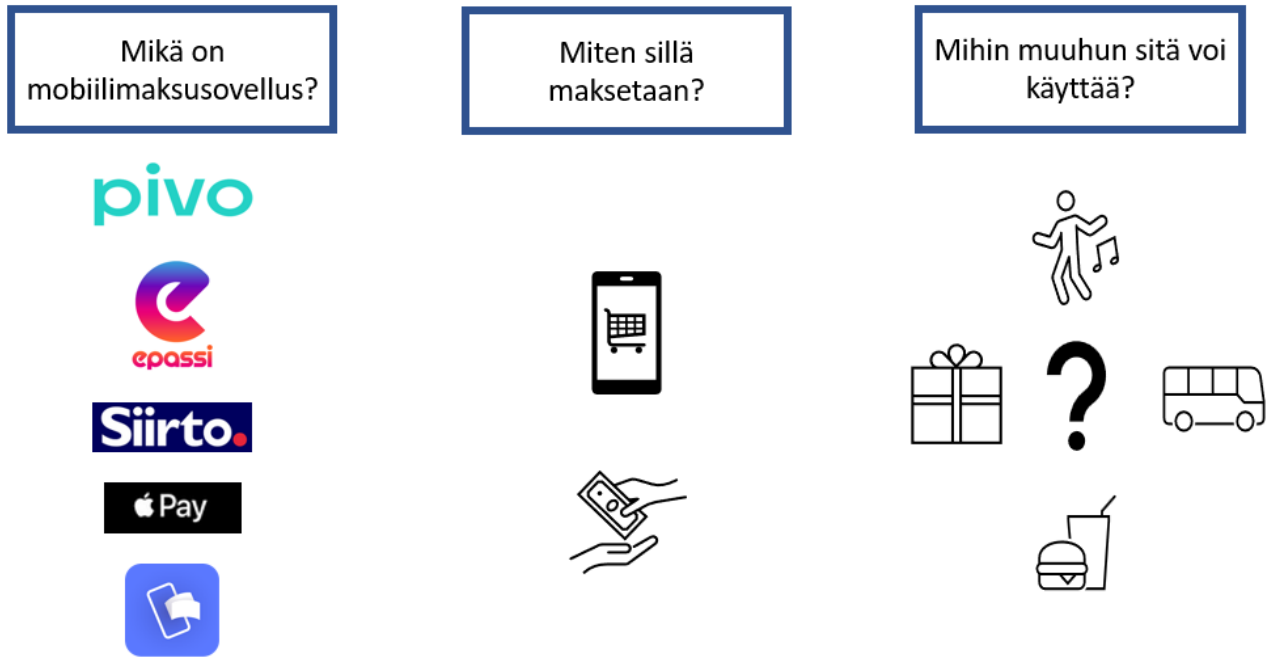 Mikä on
mobiilimaksusovellus?
Miten sillä
maksetaan?
Mihin muuhun sitä voi
käyttää?
pivo
epassi
Siirto.
Pay
?